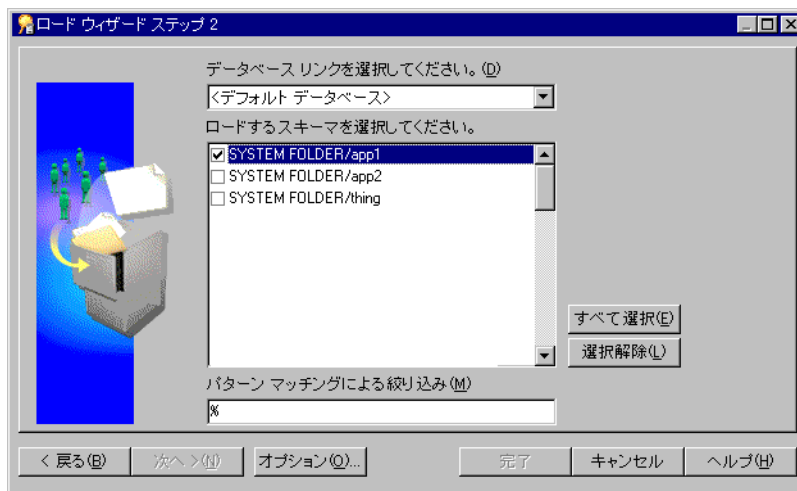 ロード ウィザード ステップ 2
データベース リンクを選択してください。(D)
<デフォルト データベース>
ロードするスキーマを選択してください。
SYSTEM FOLDER/app1
SYSTEM FOLDER/app2
SYSTEM FOLDER/thing
すべて選択(E)
選択解除(L)
パターン マッチングによる絞り込み(M)
%
< 戻る(B) 次へ >(N) オプション(O)... 完了 キャンセル ヘルプ(H)